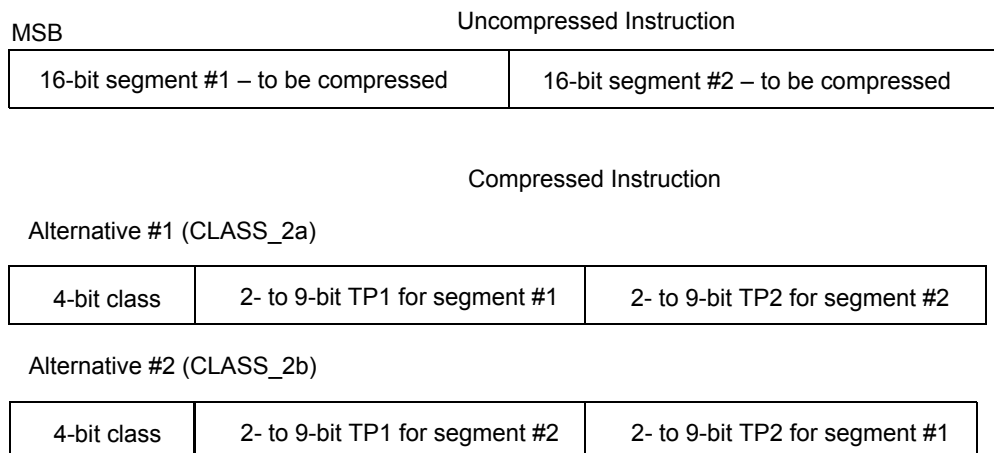 Uncompressed Instruction
MSB
16-bit segment #1 – to be compressed
16-bit segment #2 – to be compressed
Compressed Instruction
Alternative #1 (CLASS_2a)
4-bit class
2- to 9-bit TP1 for segment #1
2- to 9-bit TP2 for segment #2
Alternative #2 (CLASS_2b)
4-bit class
2- to 9-bit TP1 for segment #2
2- to 9-bit TP2 for segment #1